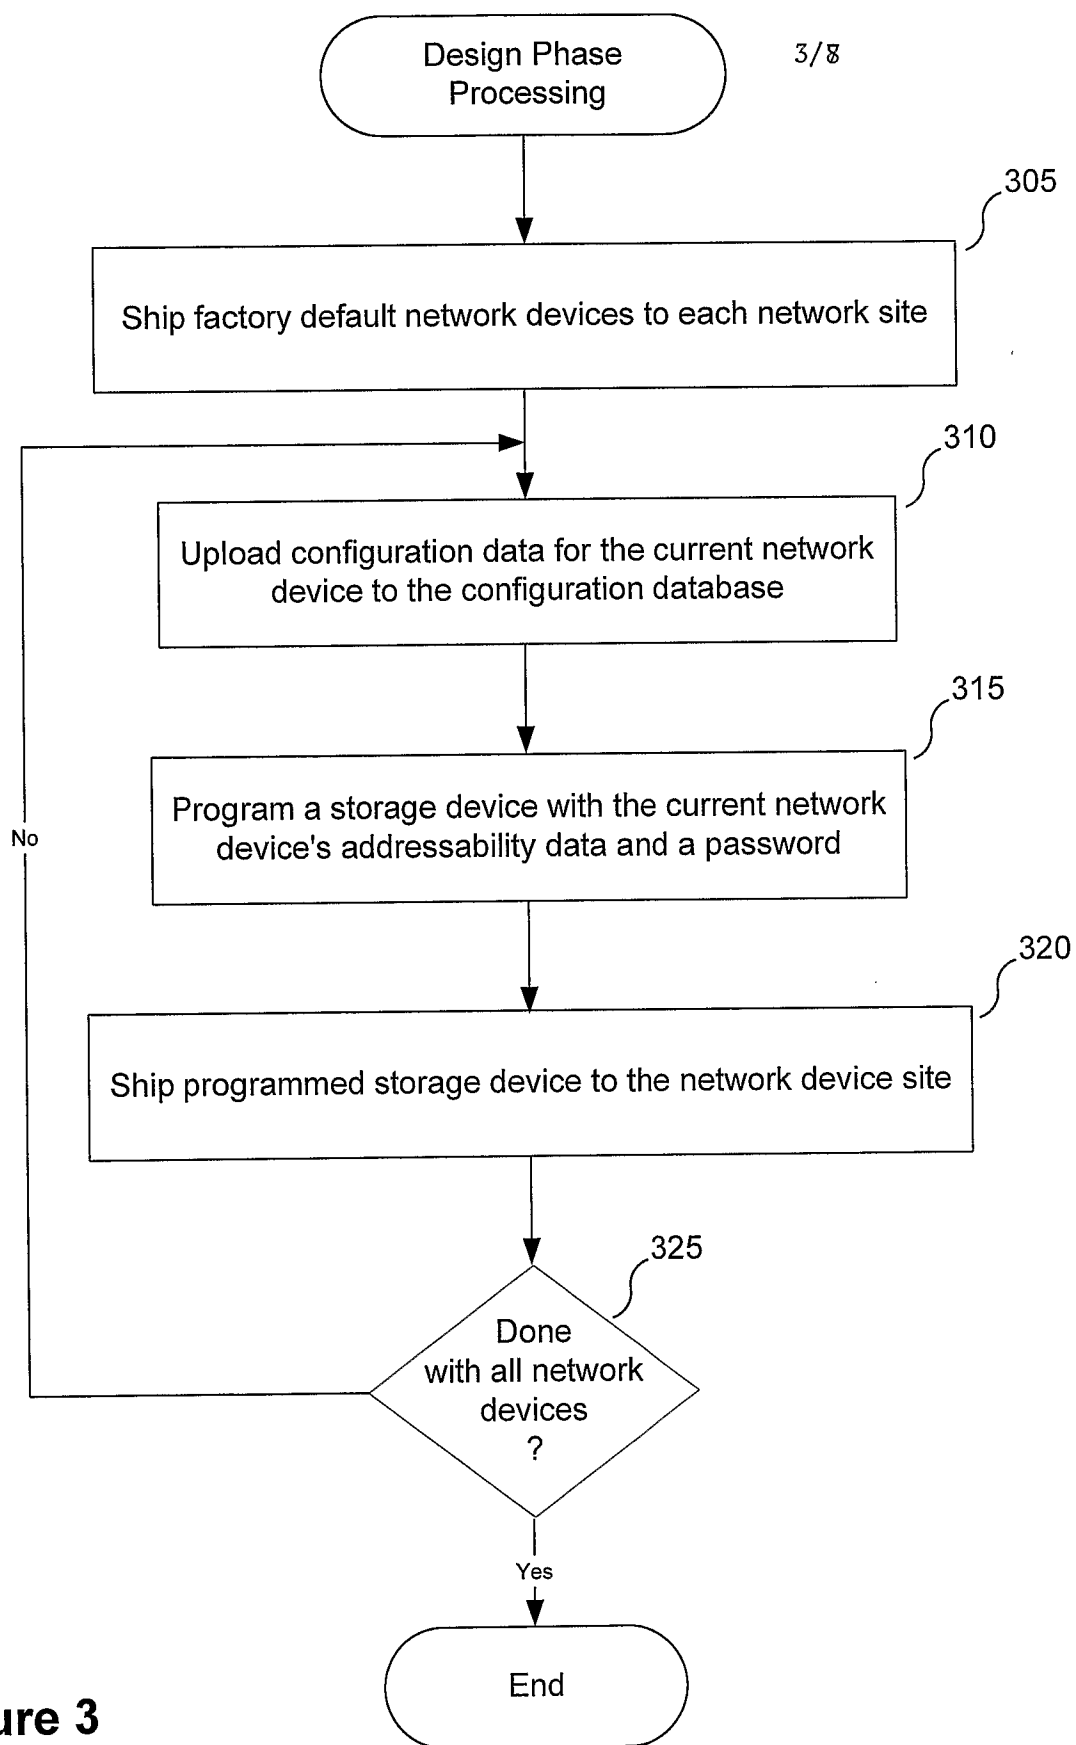 Design Phase
Processing
3/8
305
Ship factory default network devices to each network site
310
Upload configuration data for the current network
device to the configuration database
315
Program a storage device with the current network
device's addressability data and a password
No
320
Ship programmed storage device to the network device site
325
Done
with all network
devices
?
Yes
End
ure 3